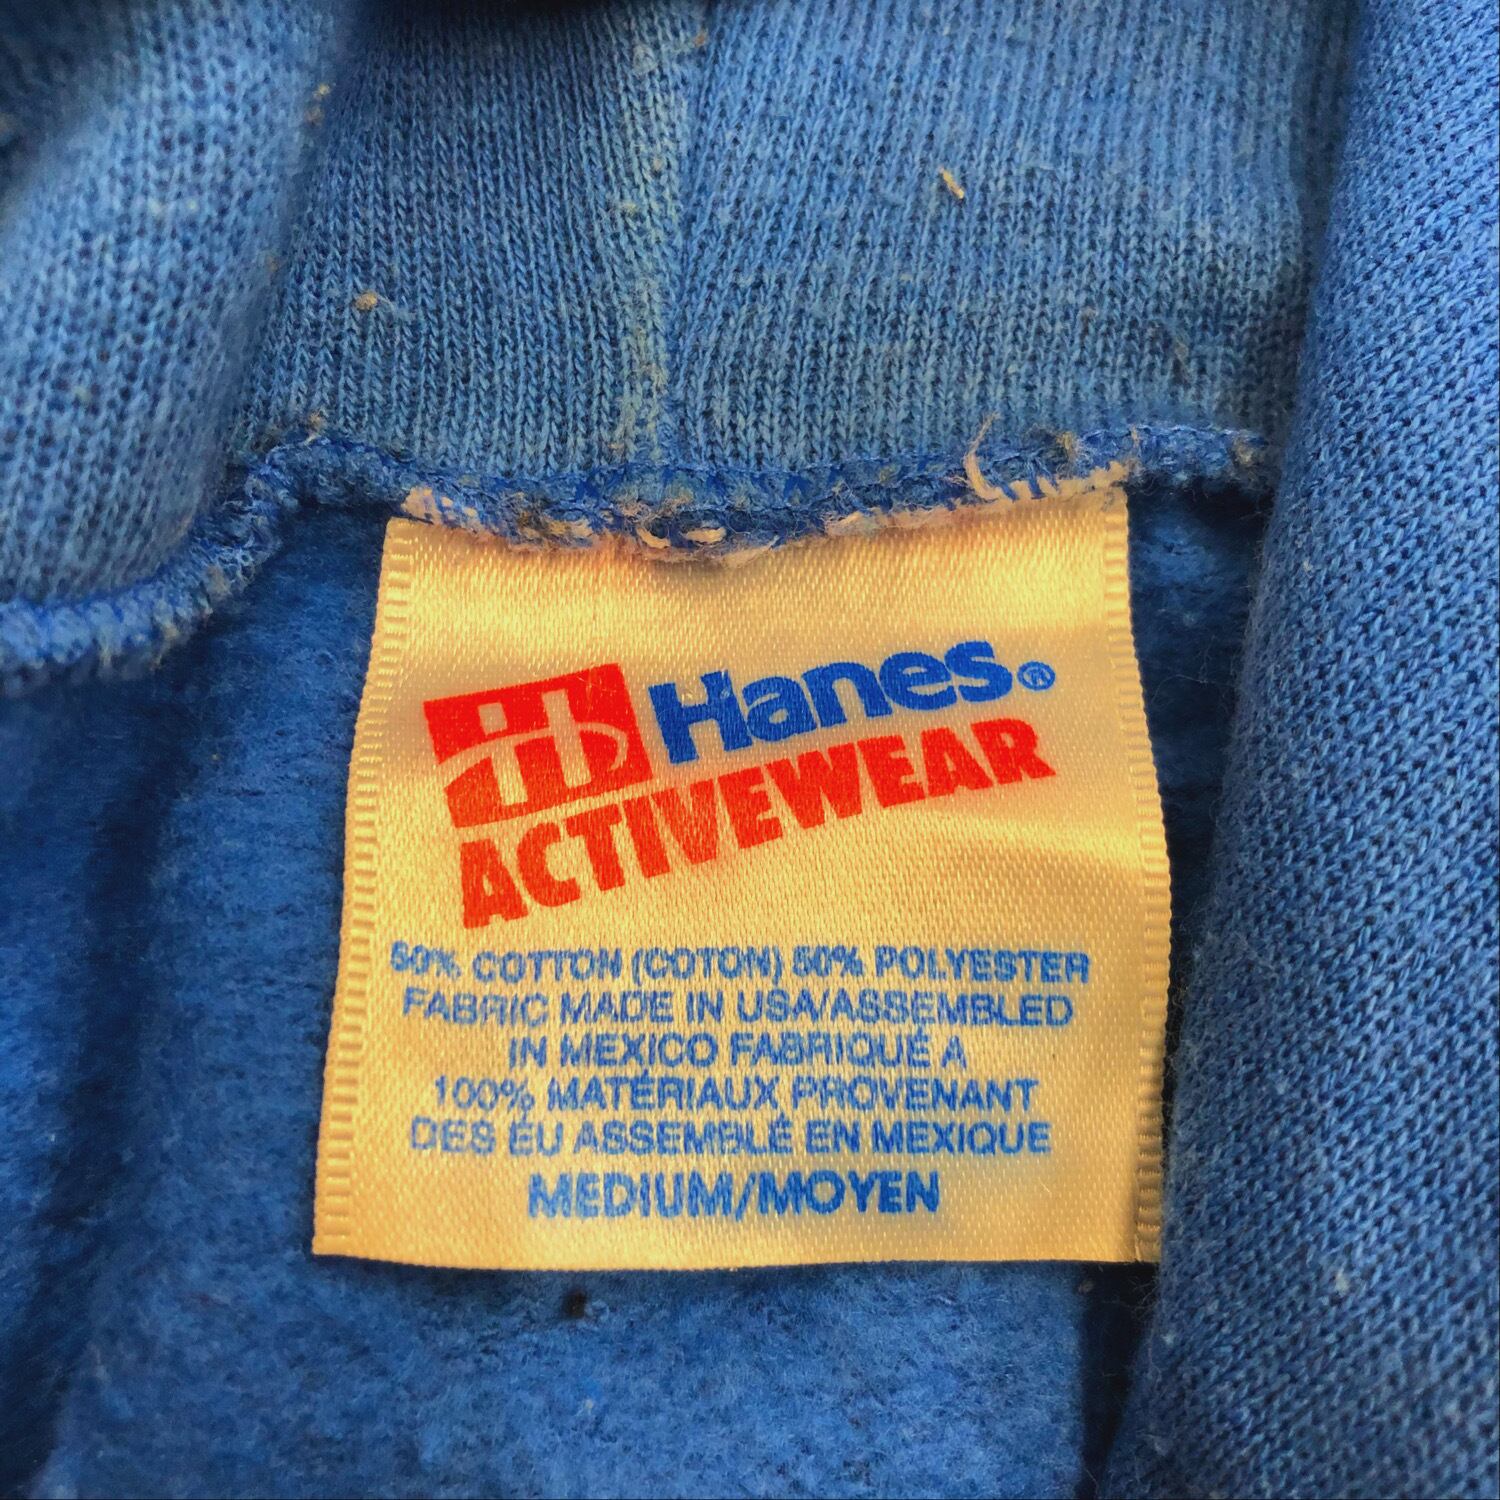 Hanes®
ACTIVEWEAR
50% COTTON (COTON) 50% POLYESTER
FABRIC MADE IN USA/ASSEMBLED
IN MEXICO FABRIQUÉ A
100% MATÉRIAUX PROVENANT
DES ÉU ASSEMBLÉ EN MEXIQUE
MEDIUM/MOYEN